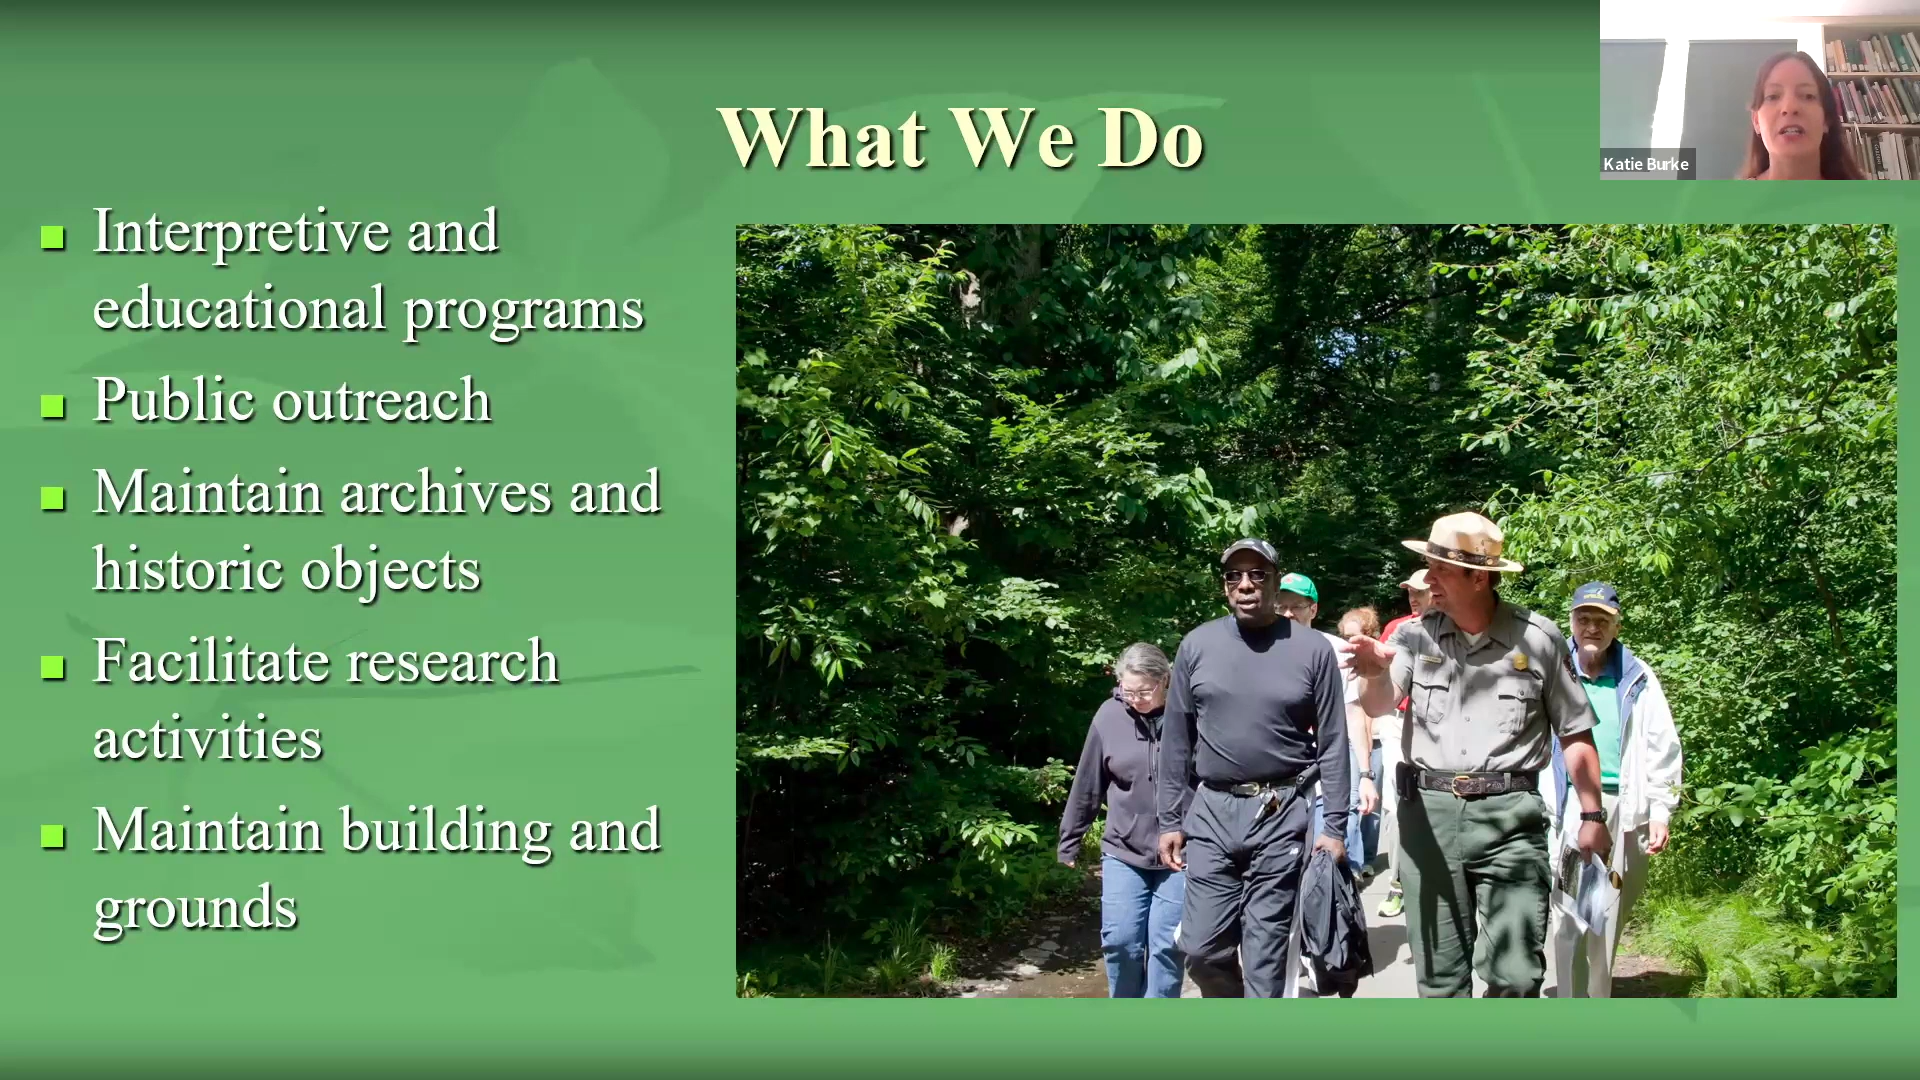 What We Do
Katie Burke
Interpretive and
educational programs
Public outreach
Maintain archives and
historic objects
Facilitate research
activities
Maintain building and
grounds